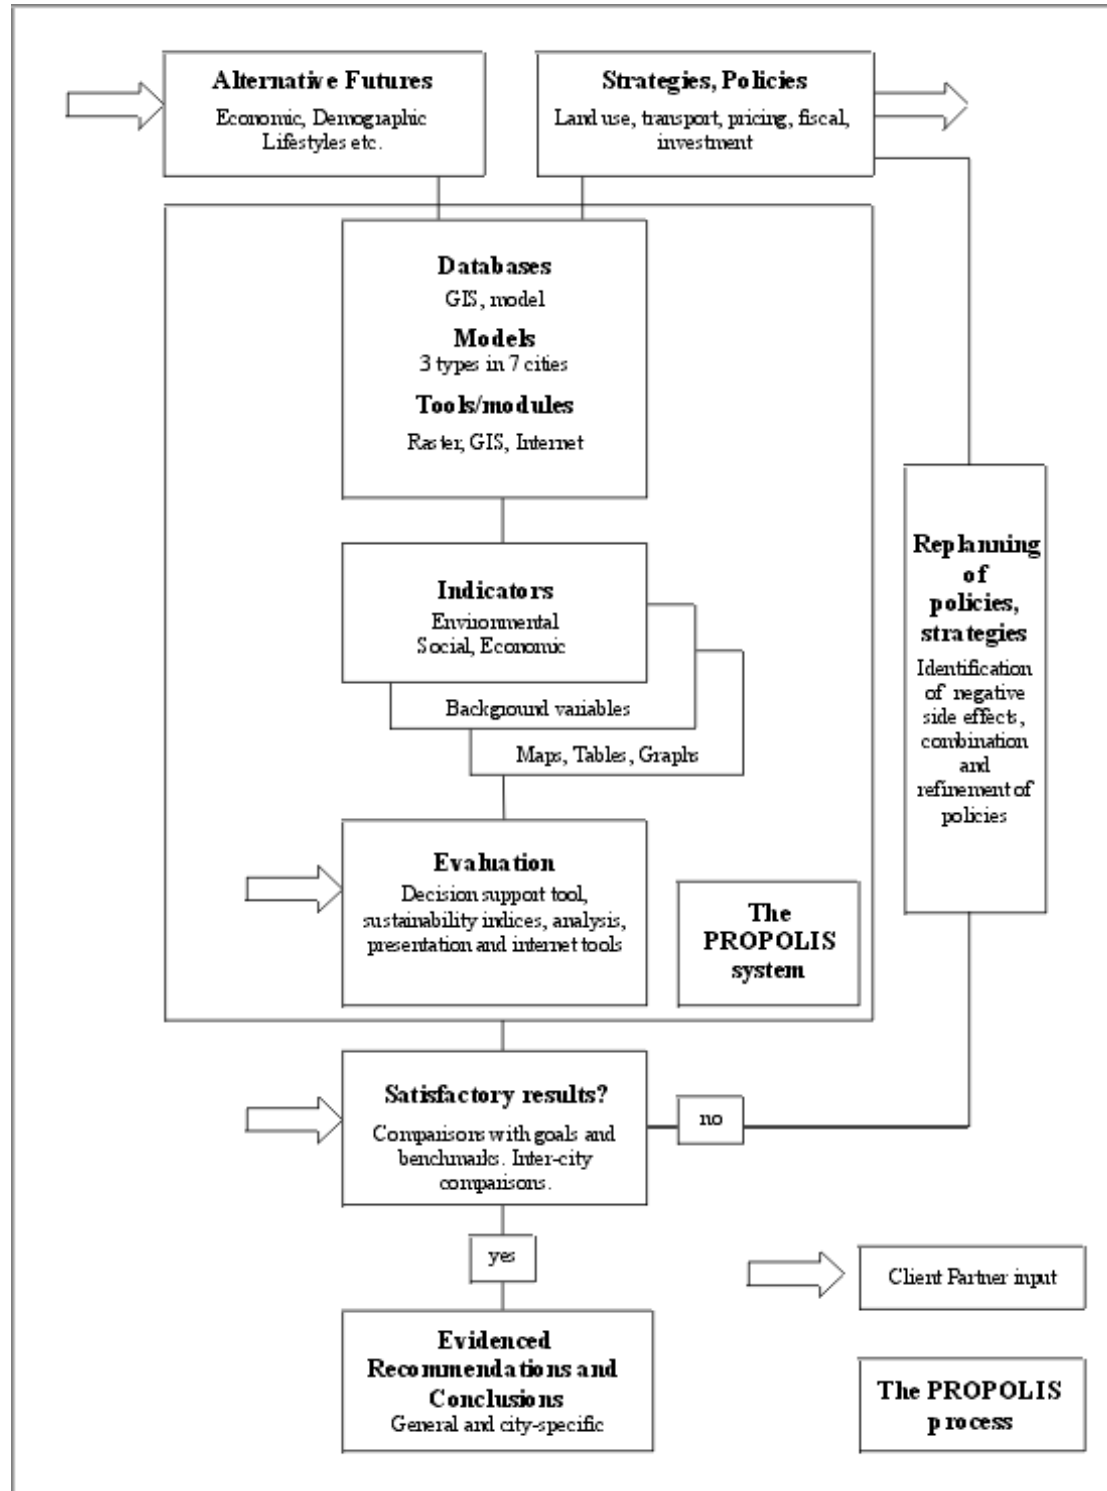 Alternative Futures
Economic, Demographic
Lifestyles etc.
Strategies, Policies
Land use, transport, pricing, fiscal,
investment
Databases
GIS, model
Models
3 types in 7 cities
Tools/modules
Raster, GIS, Internet
Indicators
Environmental
Social, Economic
Background variables
Maps, Tables, Graphs
Evaluation
Decision support tool,
sustainability indices, analysis,
presentation and internet tools
The
PROPOLIS
system
Replanning
of
policies,
strategies
Identification
of negative
side effects,
combination
and
refinement of
policies
Satisfactory results?
Comparisons with goals and
benchmarks. Inter-city
comparisons.
no
yes
Evidenced
Recommendations and
Conclusions
General and city-specific
Client Partner input
The PROPOLIS
process